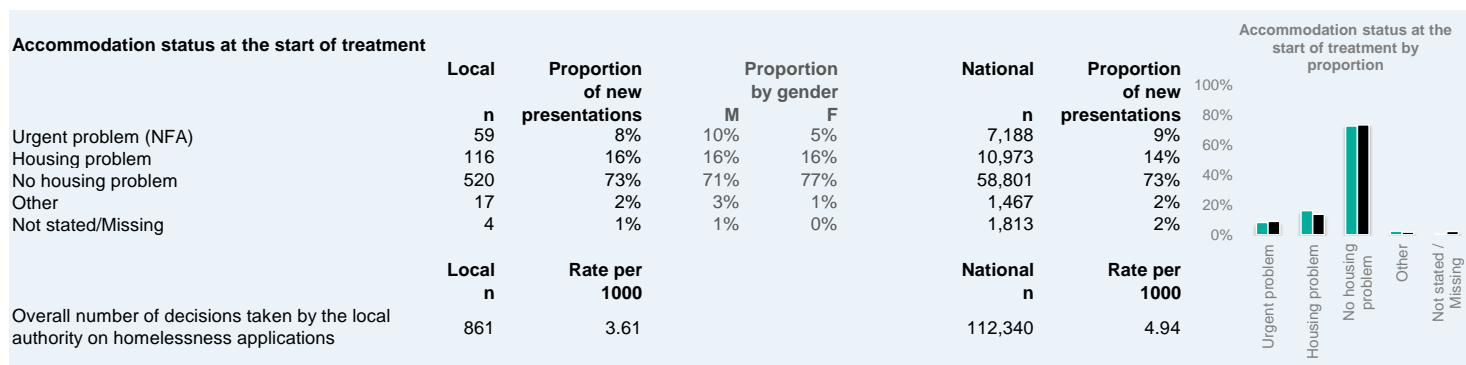 Accommodation status at the start of treatment
Local Proportion Proportion National Proportion
of new by gender of new
n presentations M F n presentations
Urgent problem (NFA) 59 8% 10% 5% 7,188 9%
Housing problem 116 16% 16% 16% 10,973 14%
No housing problem 520 73% 71% 77% 58,801 73%
Other 17 2% 3% 1% 1,467 2%
Not stated/Missing 4 1% 1% 0% 1,813 2%
Local Rate per National Rate per
n 1000 n 1000
Overall number of decisions taken by the local
authority on homelessness applications 861 3.61 112,340 4.94
Accommodation status at the
start of treatment by
proportion
100%
80%
60%
40%
20%
0%
Urgent problem
Housing problem
No housing
problem
Other
Not stated /
Missing